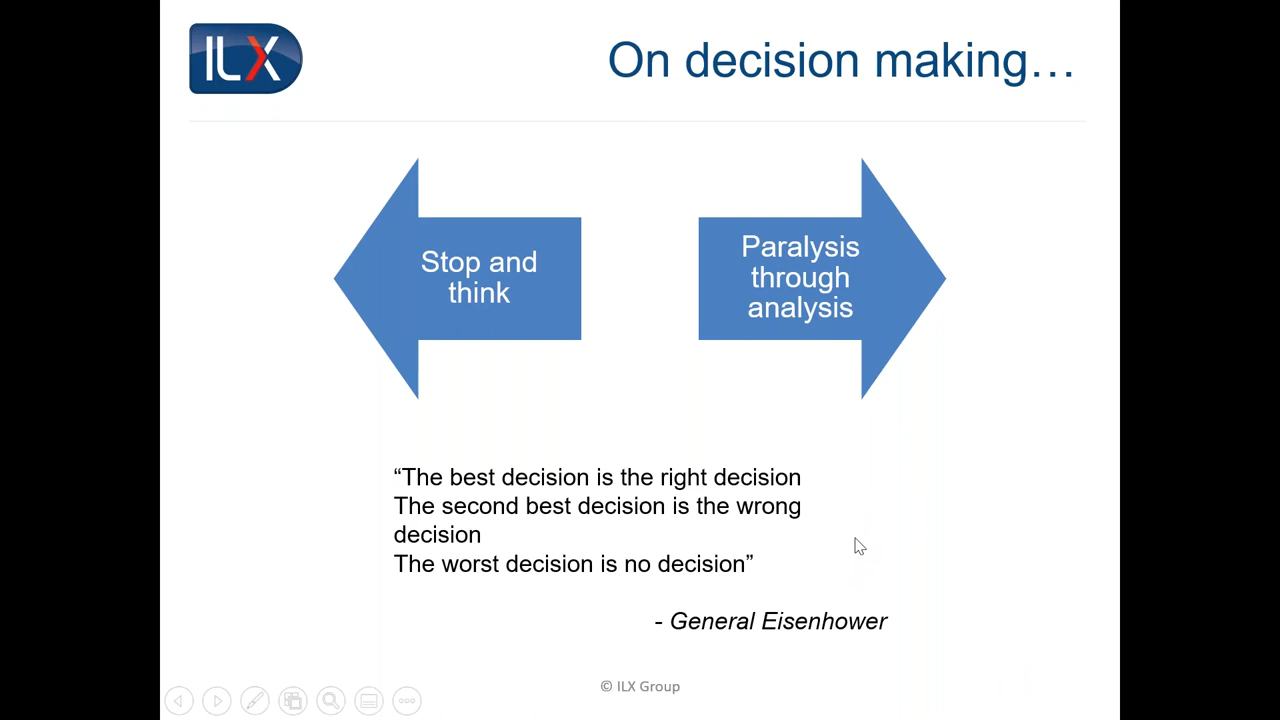 ILX
On decision making…
Stop and
think
Paralysis
through
analysis
“The best decision is the right decision
The second best decision is the wrong
decision
The worst decision is no decision”
- General Eisenhower
© ILX Group